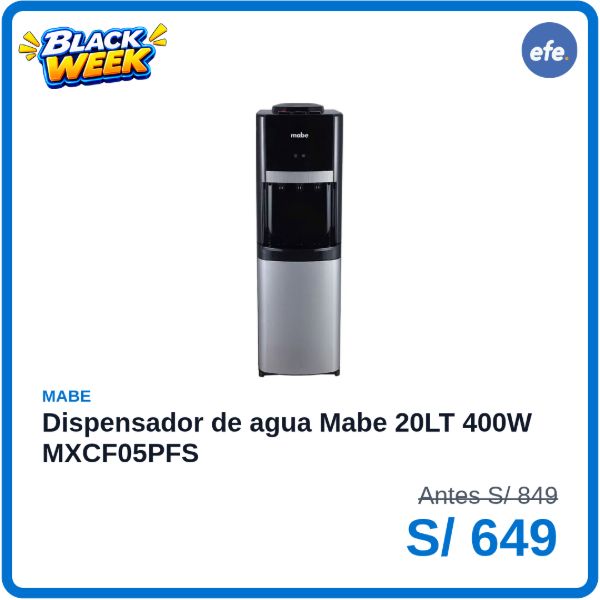 BLACK
WEEK
efe.
mabe
MABE
Dispensador de agua Mabe 20LT 400W
MXCF05PFS
Antes S/ 849
S/ 649